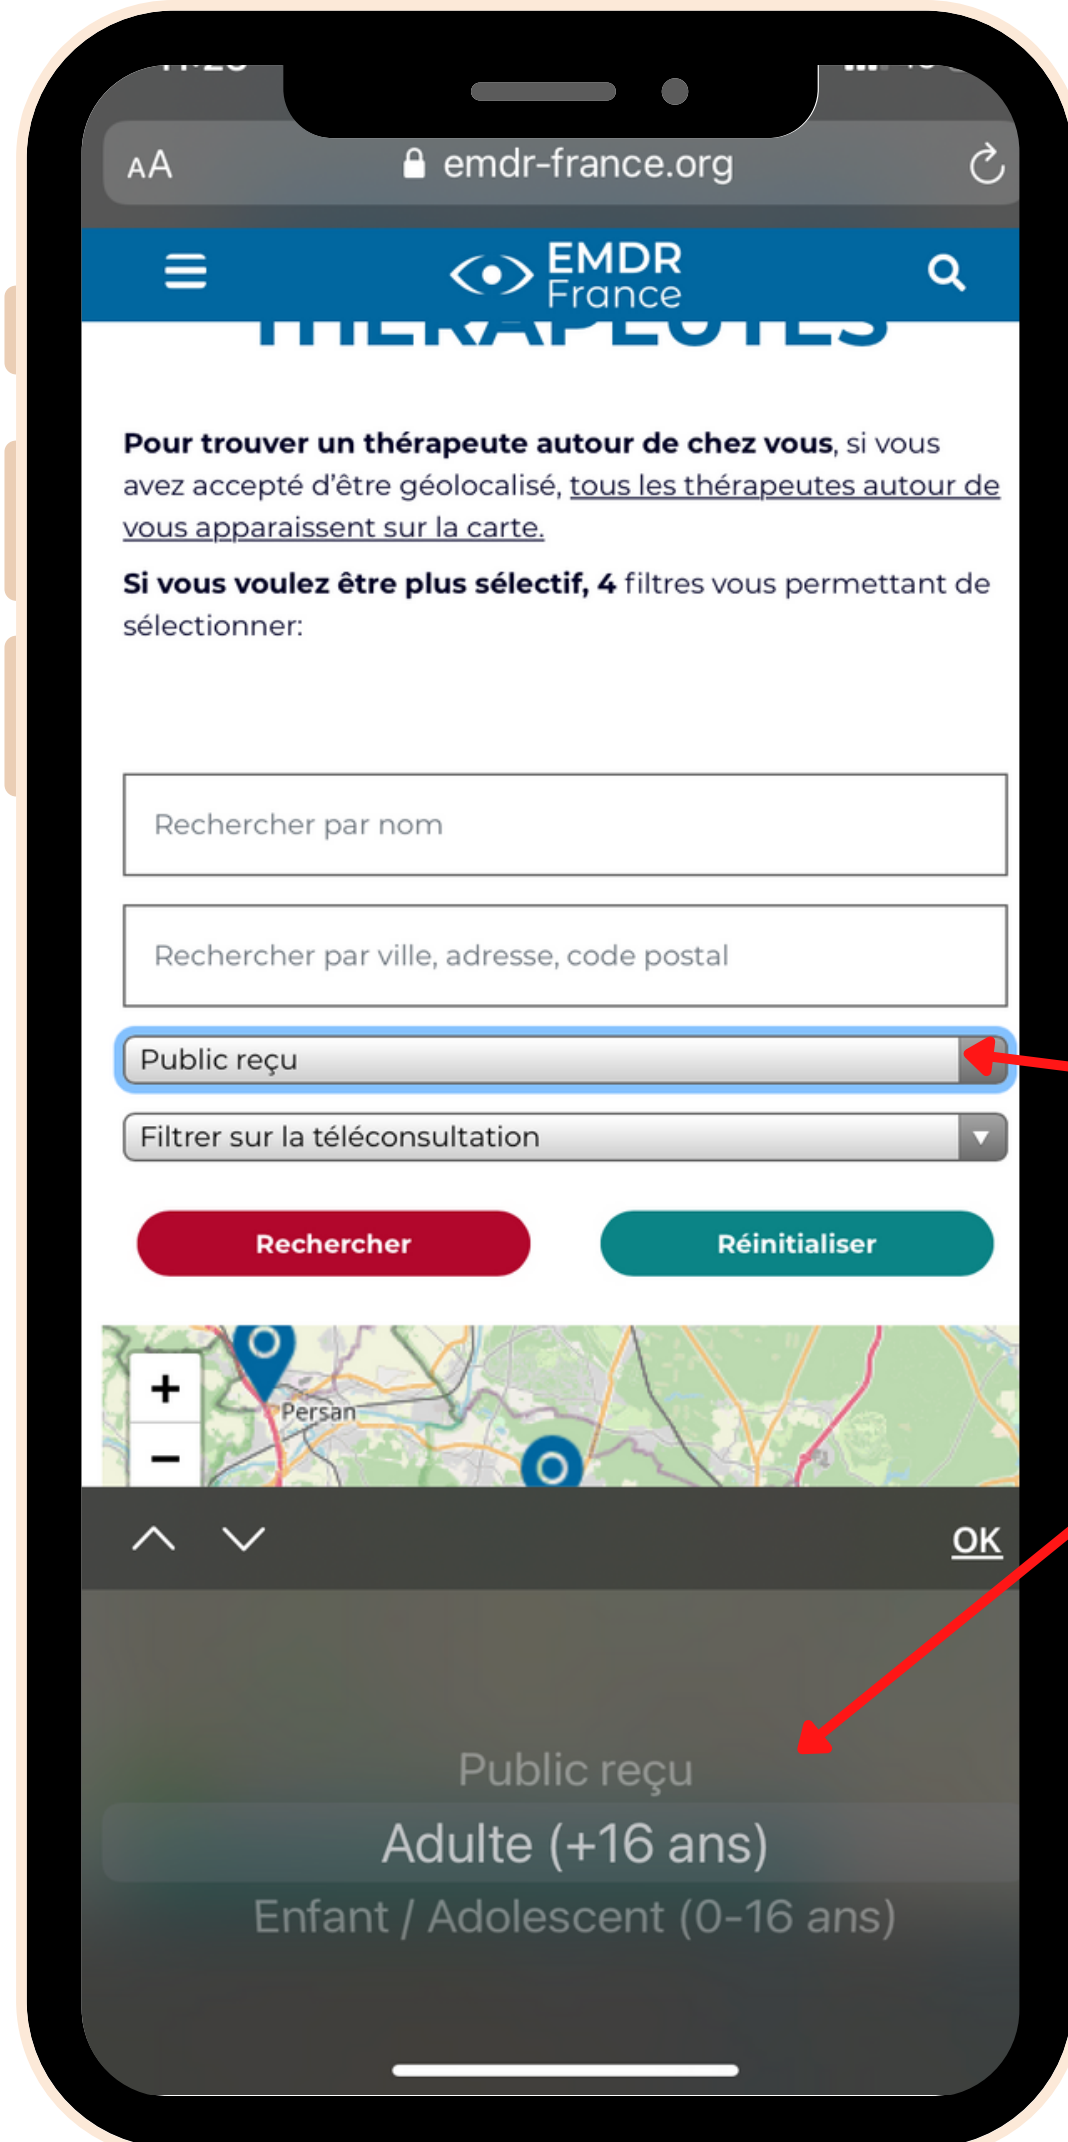 AA emdr-france.org
EMDR
France
THÉRAPEUTES
Pour trouver un thérapeute autour de chez vous, si vous
avez accepté d'être géolocalisé, tous les thérapeutes autour de
vous apparaissent sur la carte.
Si vous voulez être plus sélectif, 4 filtres vous permettant de
sélectionner:
Rechercher par nom
Rechercher par ville, adresse, code postal
Public reçu
Filtrer sur la téléconsultation
Rechercher Réinitialiser
+
Persan
−
OK
Public reçu
Adulte (+16 ans)
Enfant / Adolescent (0-16 ans)